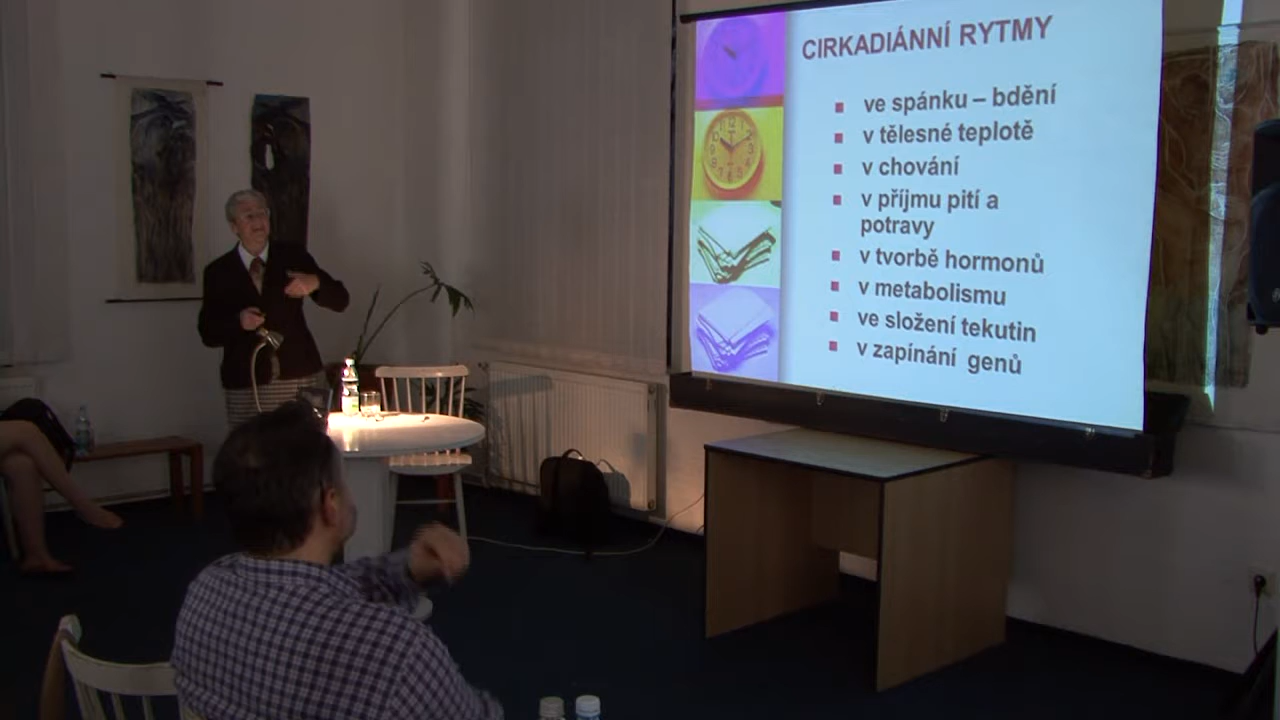 CIRKADIÁNNÍ RYTMY
ve spánku – bdění
v tělesné teplotě
v chování
v příjmu pití a
potravy
v tvorbě hormonů
v metabolismu
ve složení tekutin
v zapínání genů